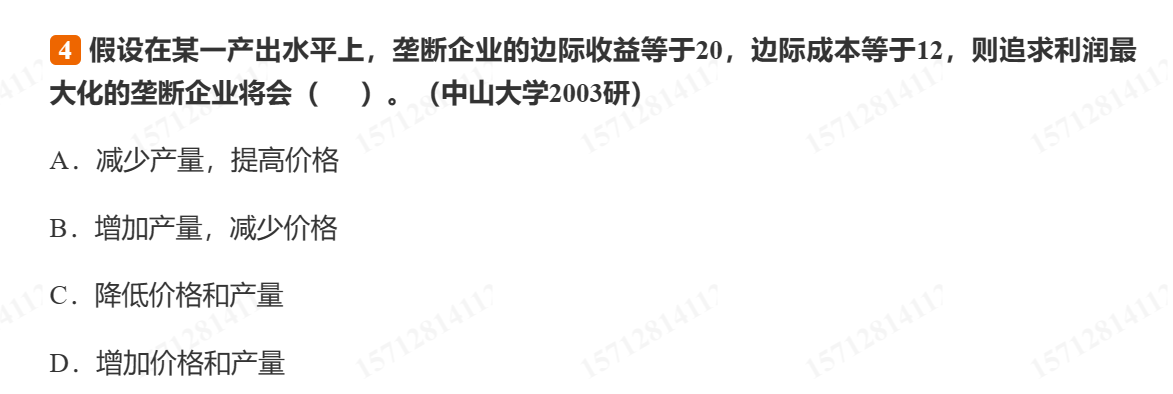 4 假设在某一产出水平上，垄断企业的边际收益等于20，边际成本等于12，则追求利润最
大化的垄断企业将会（　）。（中山大学2003研）
A．减少产量，提高价格
B．增加产量，减少价格
C．降低价格和产量
D．增加价格和产量